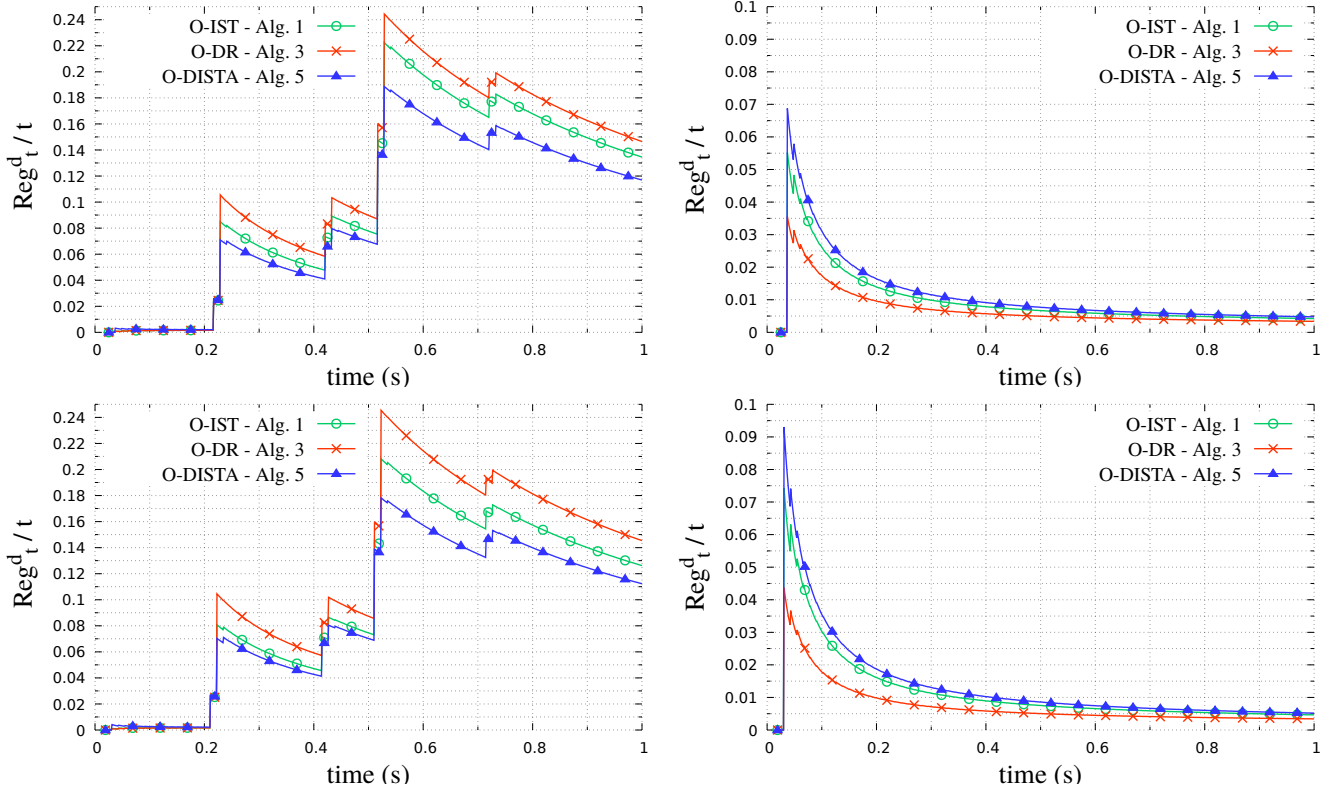 0.24
0.22
0.2
0.18
0.16
0.14
0.12
0.1
0.08
0.06
0.04
0.02
0
Reg^d_t / t
O-IST - Alg. 1
O-DR - Alg. 3
O-DISTA - Alg. 5
0 0.2 0.4 0.6 0.8 1
time (s)
0.1
0.09
0.08
0.07
0.06
0.05
0.04
0.03
0.02
0.01
0
Reg^d_t / t
O-IST - Alg. 1
O-DR - Alg. 3
O-DISTA - Alg. 5
0 0.2 0.4 0.6 0.8 1
time (s)
0.24
0.22
0.2
0.18
0.16
0.14
0.12
0.1
0.08
0.06
0.04
0.02
0
Reg^d_t / t
O-IST - Alg. 1
O-DR - Alg. 3
O-DISTA - Alg. 5
0 0.2 0.4 0.6 0.8 1
time (s)
0.1
0.09
0.08
0.07
0.06
0.05
0.04
0.03
0.02
0.01
0
Reg^d_t / t
O-IST - Alg. 1
O-DR - Alg. 3
O-DISTA - Alg. 5
0 0.2 0.4 0.6 0.8 1
time (s)